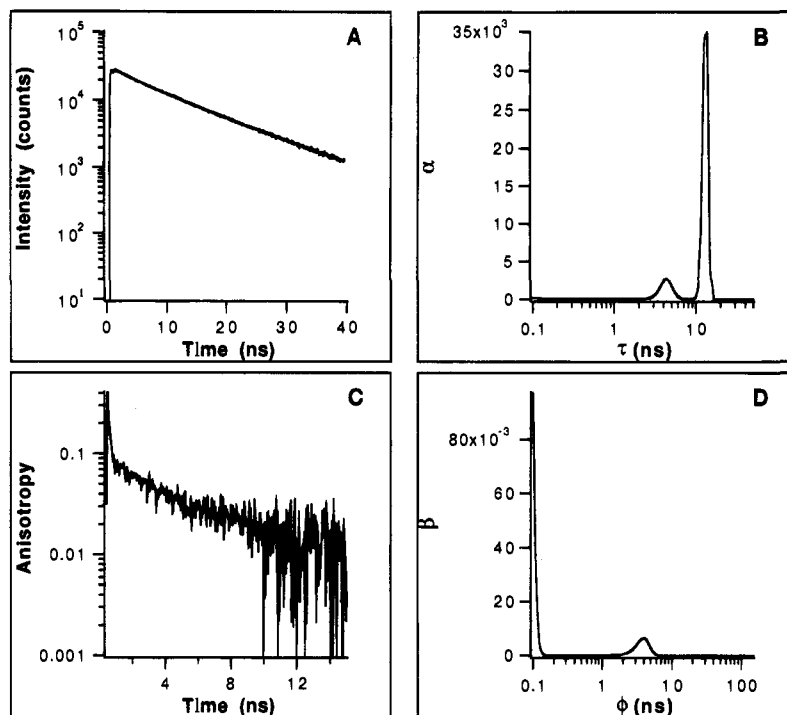 A
Intensity (counts)
10^5
10^4
10^3
10^2
10^1
0 10 20 30 40
Time (ns)
B
α
35x10^3
30
25
20
15
10
5
0
0.1 1 10
τ (ns)
C
Anisotropy
0.1
0.01
0.001
4 8 12
Time (ns)
D
β
80x10^-3
60
40
20
0
0.1 1 10 100
ϕ (ns)